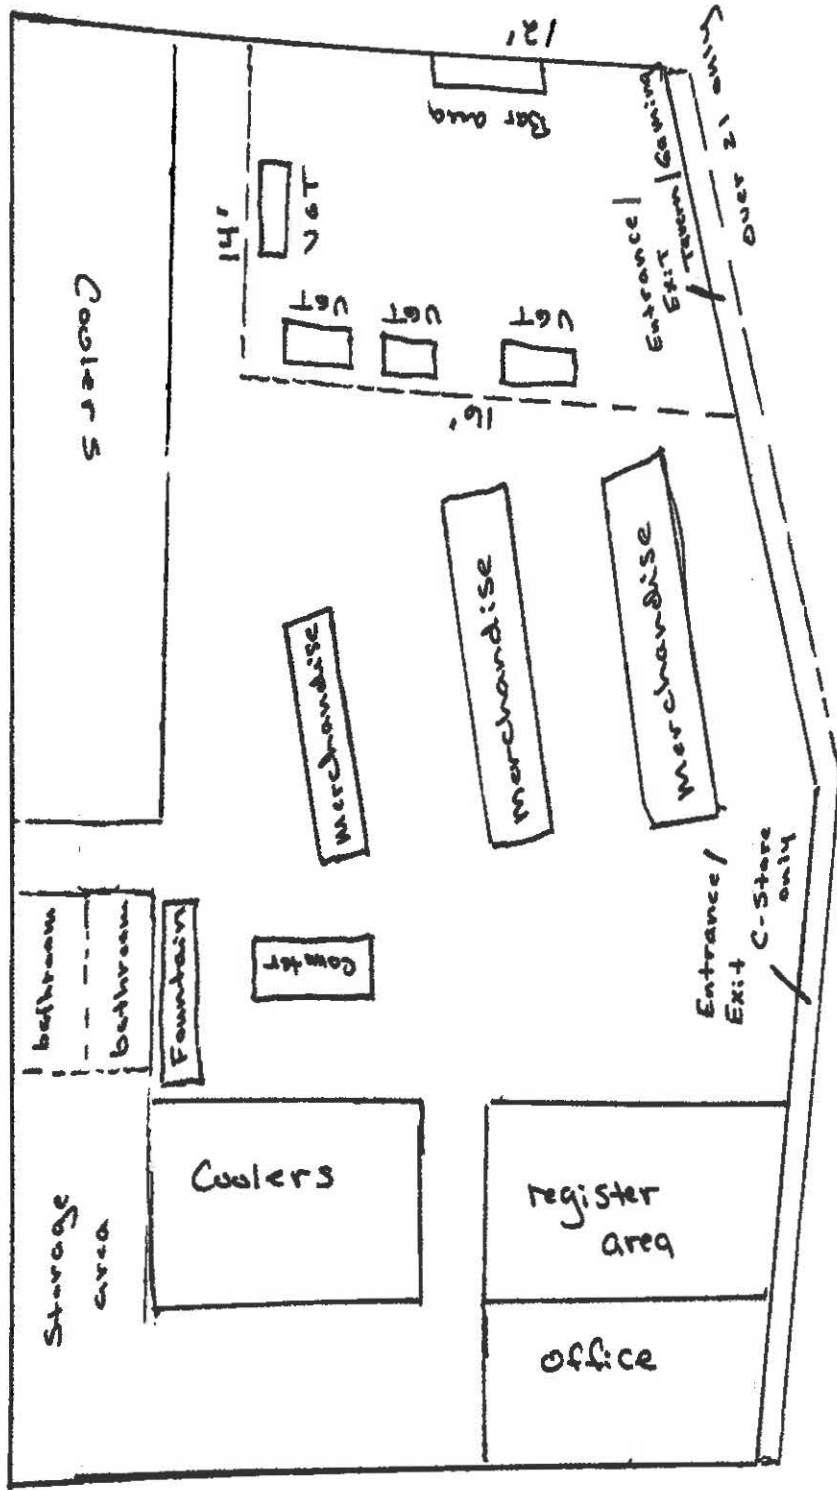 12'
Bar area
over 21 only
Entrance/
Exit
Tavern/Gaming
14'
VGT
VGT
VGT
VGT
16'
Coolers
Merchandise
Merchandise
Merchandise
bathroom
bathroom
Fountain
Counter
Entrance/
Exit
C-Store
only
Storage
area
Coolers
register
area
office